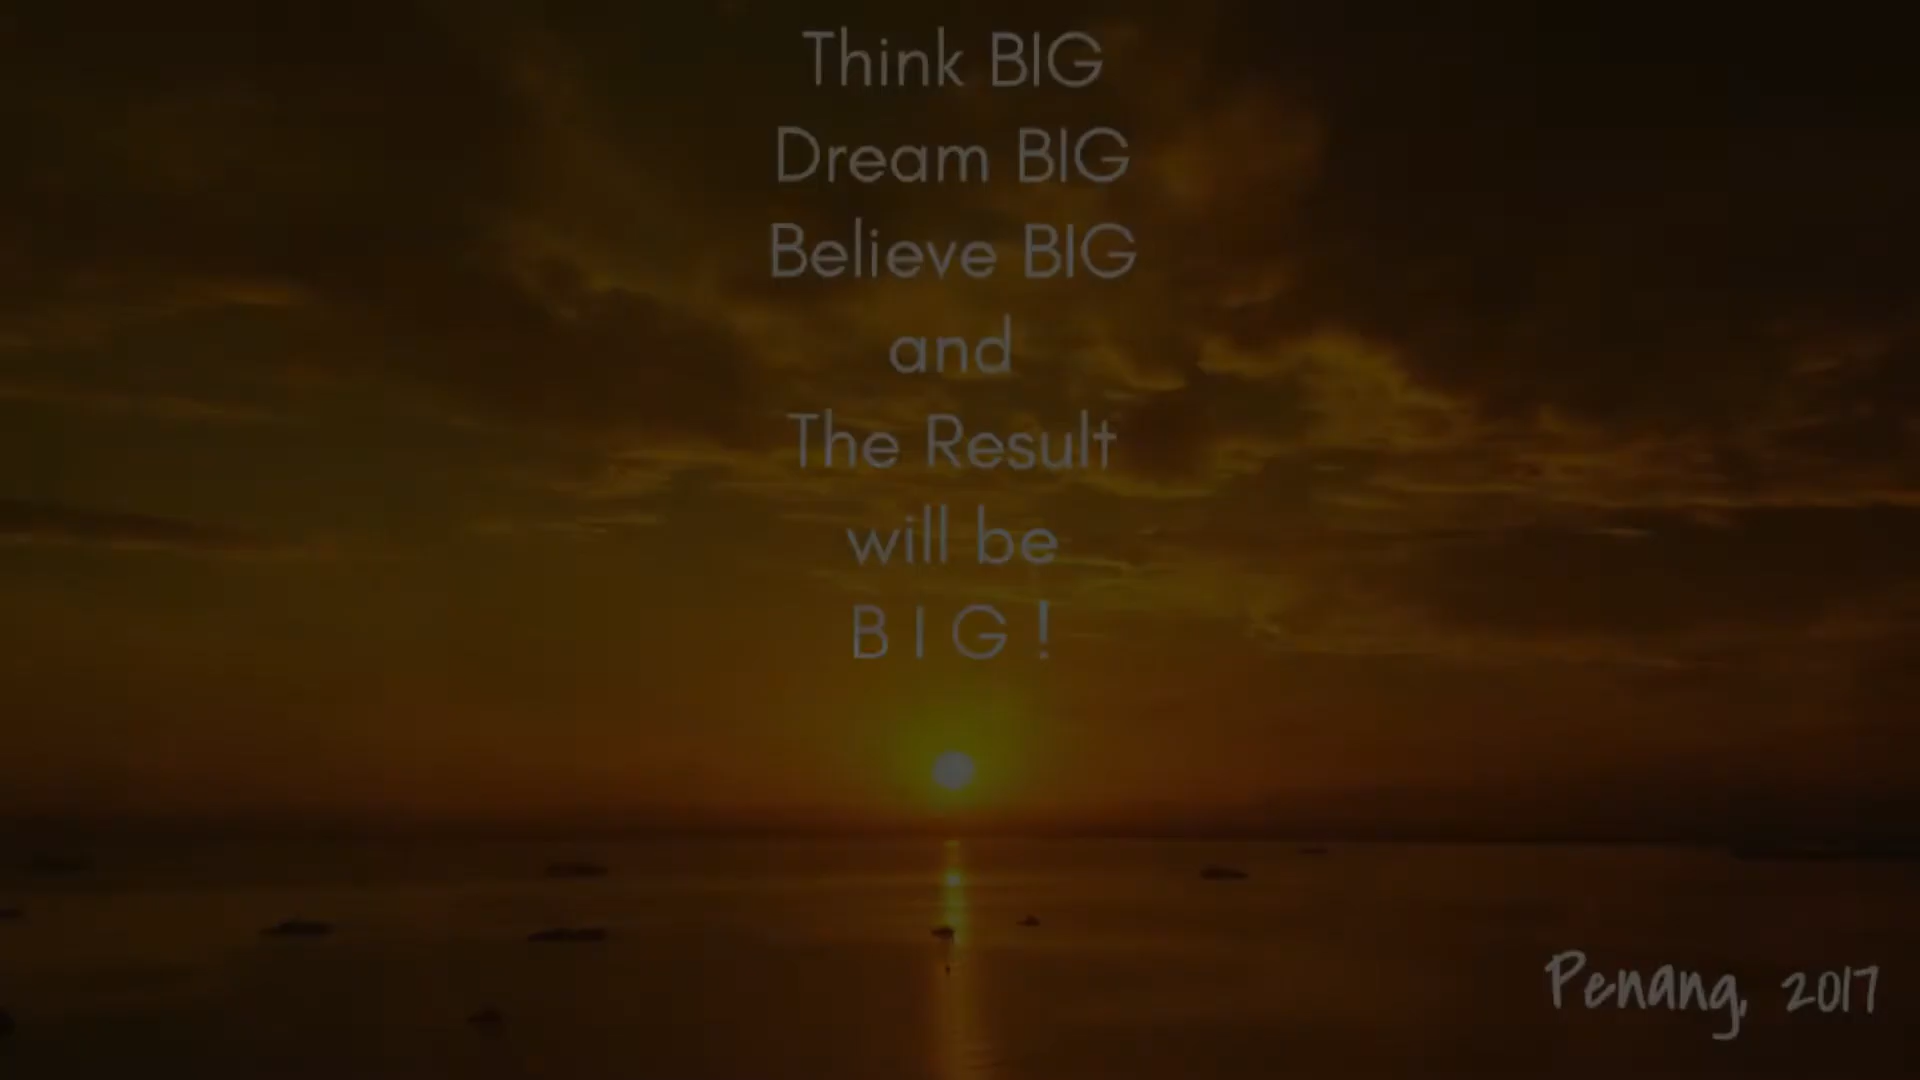 Think BIG
Dream BIG
Believe BIG
and
The Result
will be
B I G !
Penang, 2017